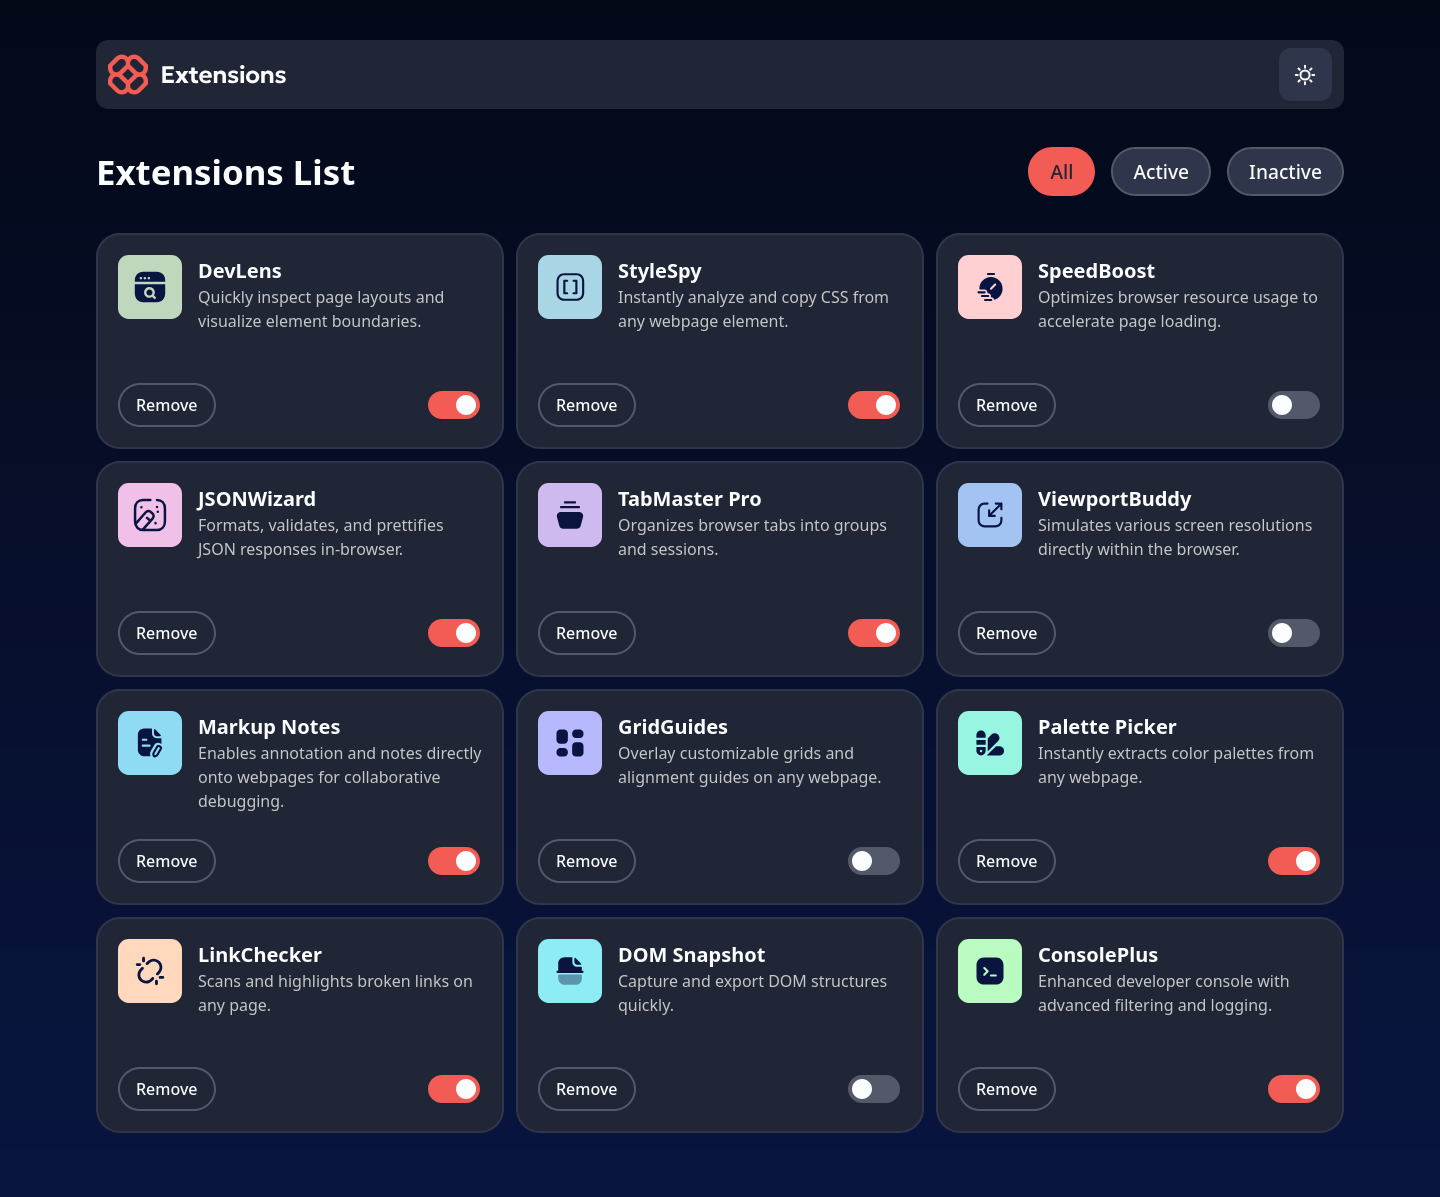 Extensions
Extensions List
All
Active
Inactive
DevLens
Quickly inspect page layouts and
visualize element boundaries.
Remove
StyleSpy
Instantly analyze and copy CSS from
any webpage element.
Remove
SpeedBoost
Optimizes browser resource usage to
accelerate page loading.
Remove
JSONWizard
Formats, validates, and prettifies
JSON responses in-browser.
Remove
TabMaster Pro
Organizes browser tabs into groups
and sessions.
Remove
ViewportBuddy
Simulates various screen resolutions
directly within the browser.
Remove
Markup Notes
Enables annotation and notes directly
onto webpages for collaborative
debugging.
Remove
GridGuides
Overlay customizable grids and
alignment guides on any webpage.
Remove
Palette Picker
Instantly extracts color palettes from
any webpage.
Remove
LinkChecker
Scans and highlights broken links on
any page.
Remove
DOM Snapshot
Capture and export DOM structures
quickly.
Remove
ConsolePlus
Enhanced developer console with
advanced filtering and logging.
Remove